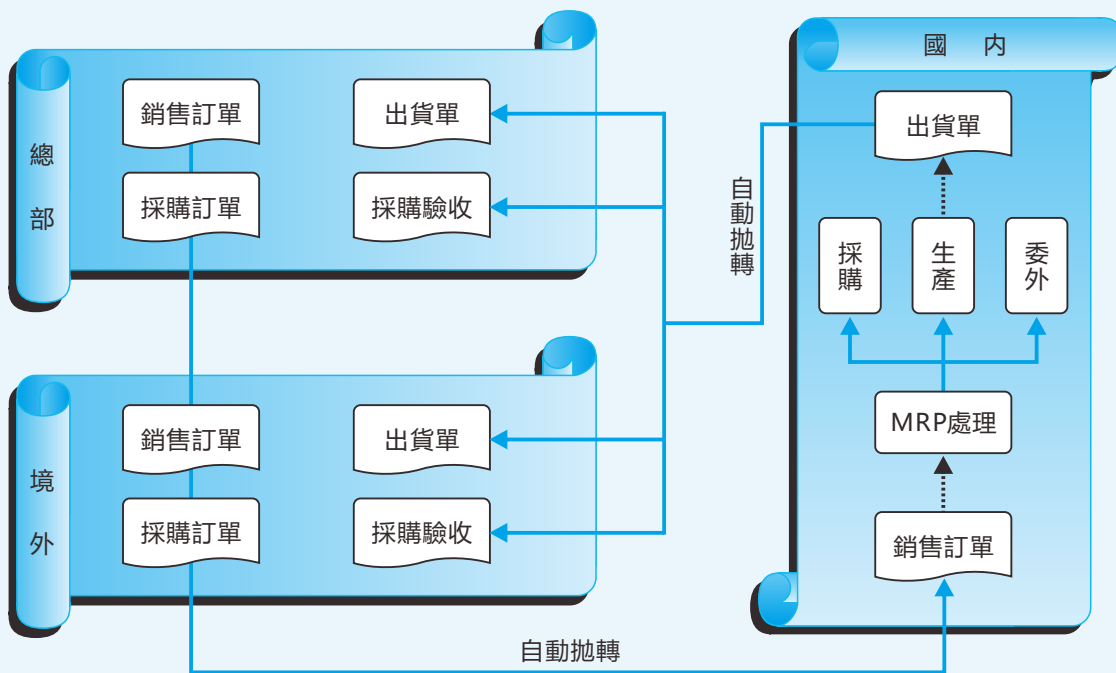 總部
銷售訂單
出貨單
採購訂單
採購驗收
境外
銷售訂單
出貨單
採購訂單
採購驗收
自動拋轉
自動拋轉
國内
出貨單
採購
生產
委外
MRP處理
銷售訂單